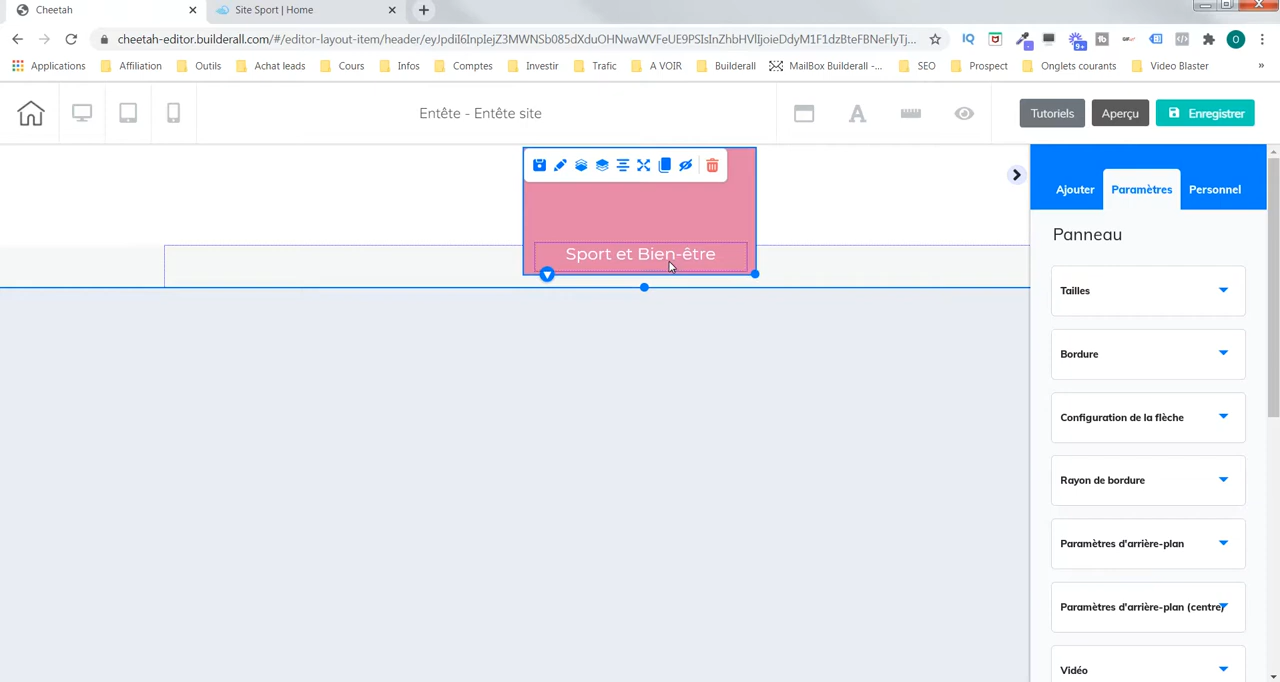 Cheetah
Site Sport | Home
cheetah-editor.builderall.com/#/editor-layout-item/header/
Applications
Affiliation
Outils
Achat leads
Cours
Infos
Comptes
Investir
Trafic
A VOIR
Builderall
MailBox Builderall -...
SEO
Prospect
Onglets courants
Video Blaster
»
9+
O
Entête - Entête site
Tutoriels
Aperçu
Enregistrer
Ajouter
Paramètres
Personnel
Sport et Bien-être
Panneau
Tailles
Bordure
Configuration de la flèche
Rayon de bordure
Paramètres d'arrière-plan
Paramètres d'arrière-plan (centre)
Vidéo